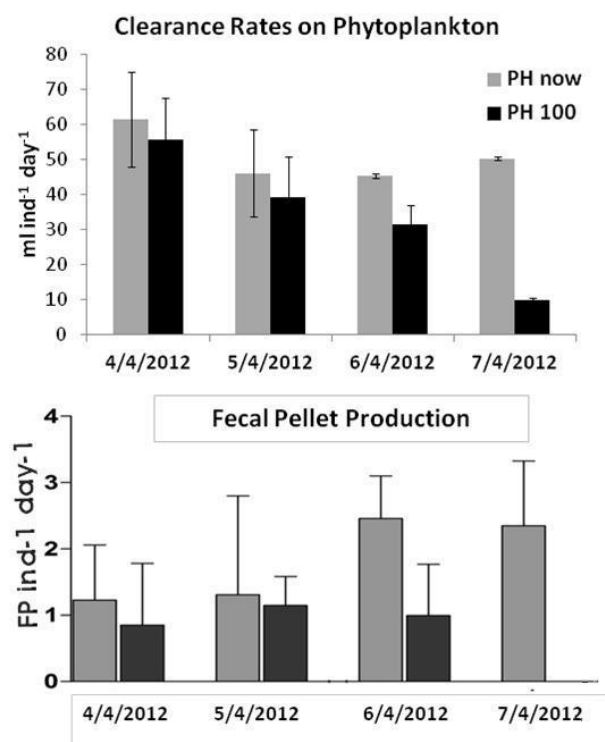 Clearance Rates on Phytoplankton
80
70
60
50
40
30
20
10
0
ml ind⁻¹ day⁻¹
PH now
PH 100
4/4/2012 5/4/2012 6/4/2012 7/4/2012
Fecal Pellet Production
4
3
2
1
0
FP ind-1 day-1
4/4/2012 5/4/2012 6/4/2012 7/4/2012